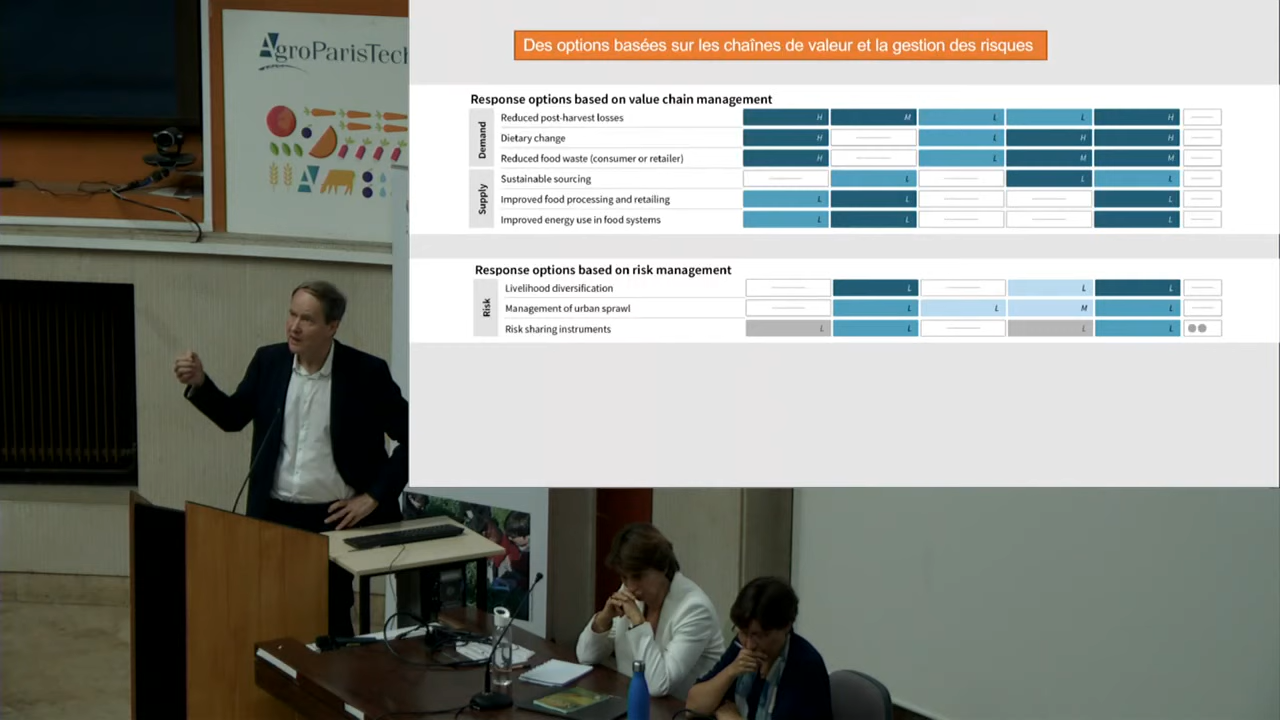 AgroParisTech
Des options basées sur les chaînes de valeur et la gestion des risques
Response options based on value chain management
Demand
Reduced post-harvest losses H M L L H
Dietary change H L H H
Reduced food waste (consumer or retailer) H L M M
Supply
Sustainable sourcing L L L
Improved food processing and retailing L L L
Improved energy use in food systems L L L
Response options based on risk management
Risk
Livelihood diversification L L L
Management of urban sprawl L L M L
Risk sharing instruments L L L L